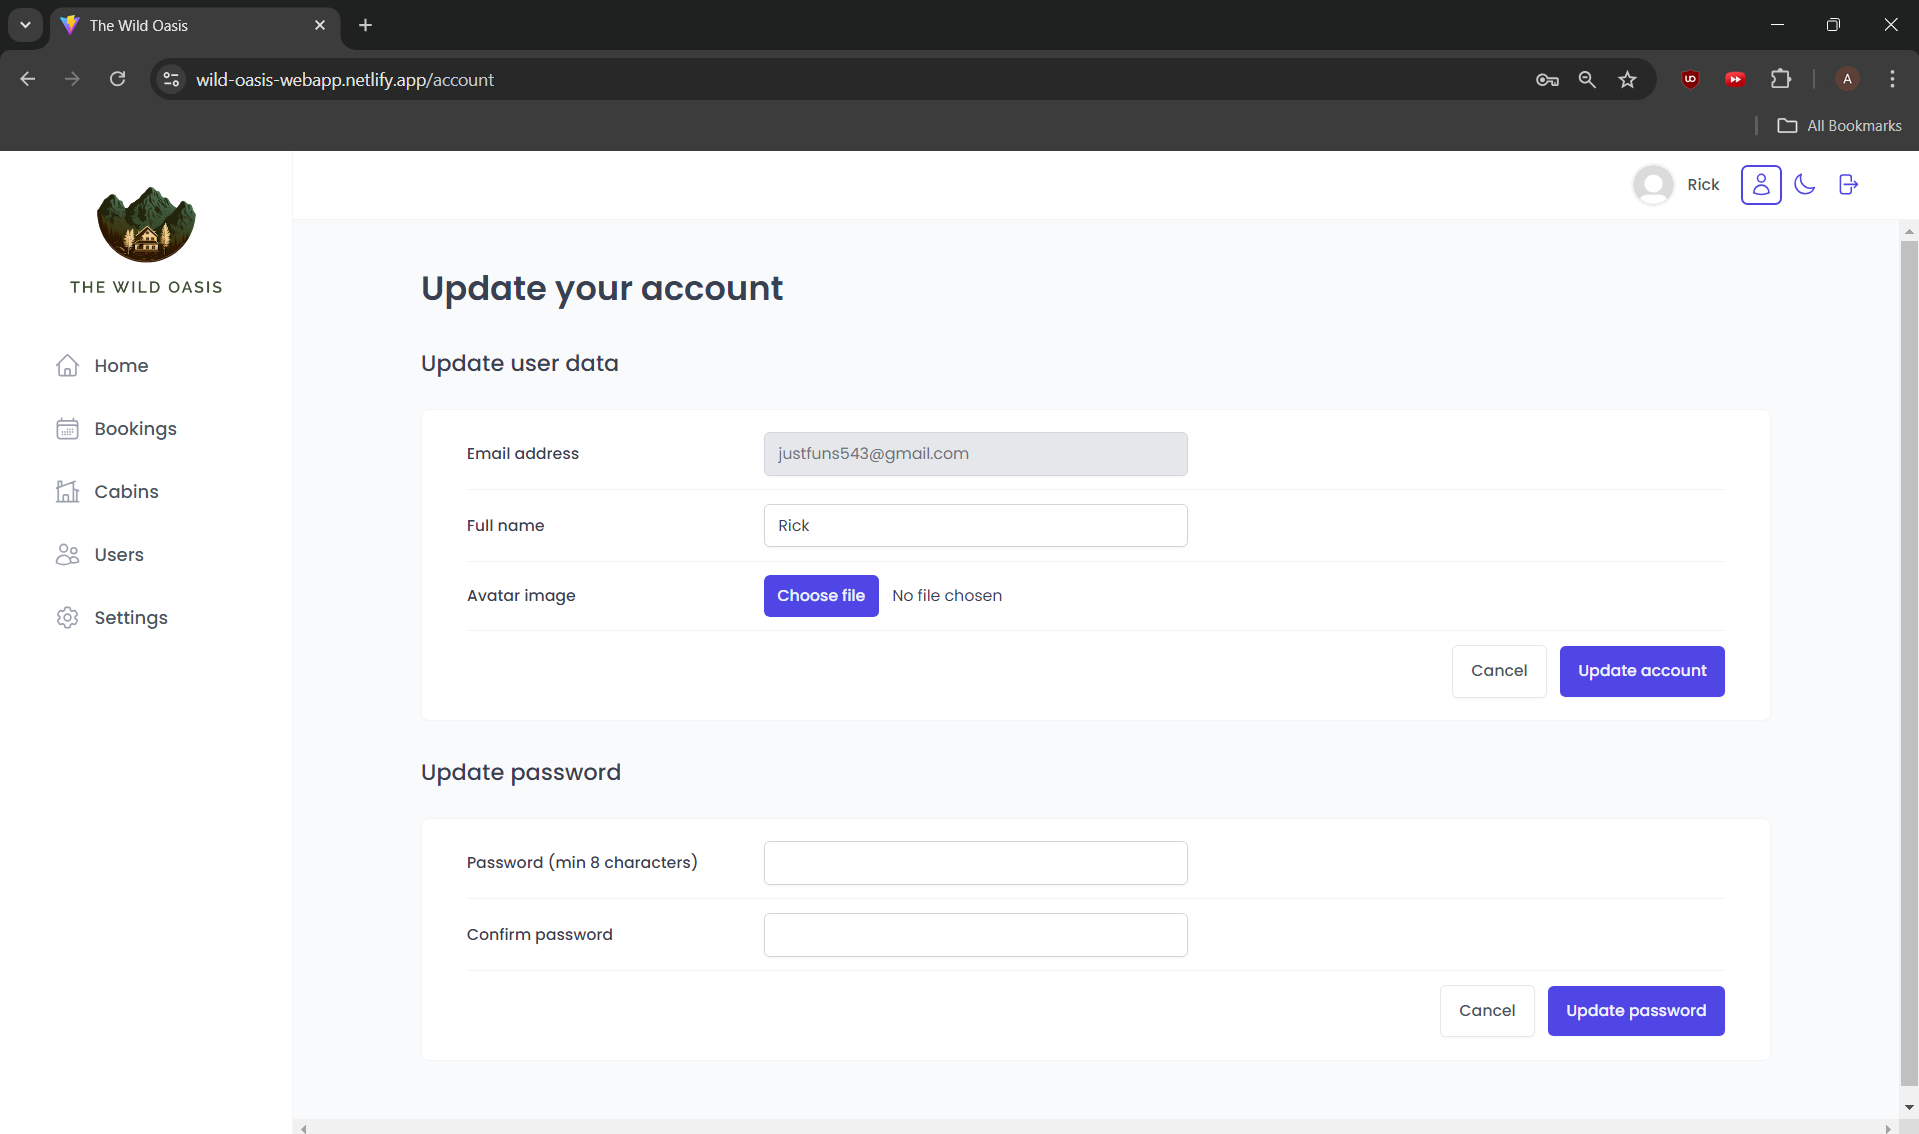 The Wild Oasis
wild-oasis-webapp.netlify.app/account
UD
A
All Bookmarks
THE WILD OASIS
Rick
Home
Bookings
Cabins
Users
Settings
Update your account
Update user data
Email address
justfuns543@gmail.com
Full name
Rick
Avatar image
Choose file
No file chosen
Cancel
Update account
Update password
Password (min 8 characters)
Confirm password
Cancel
Update password